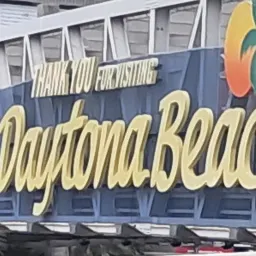 THANK YOU FOR VISITING
Daytona Beac